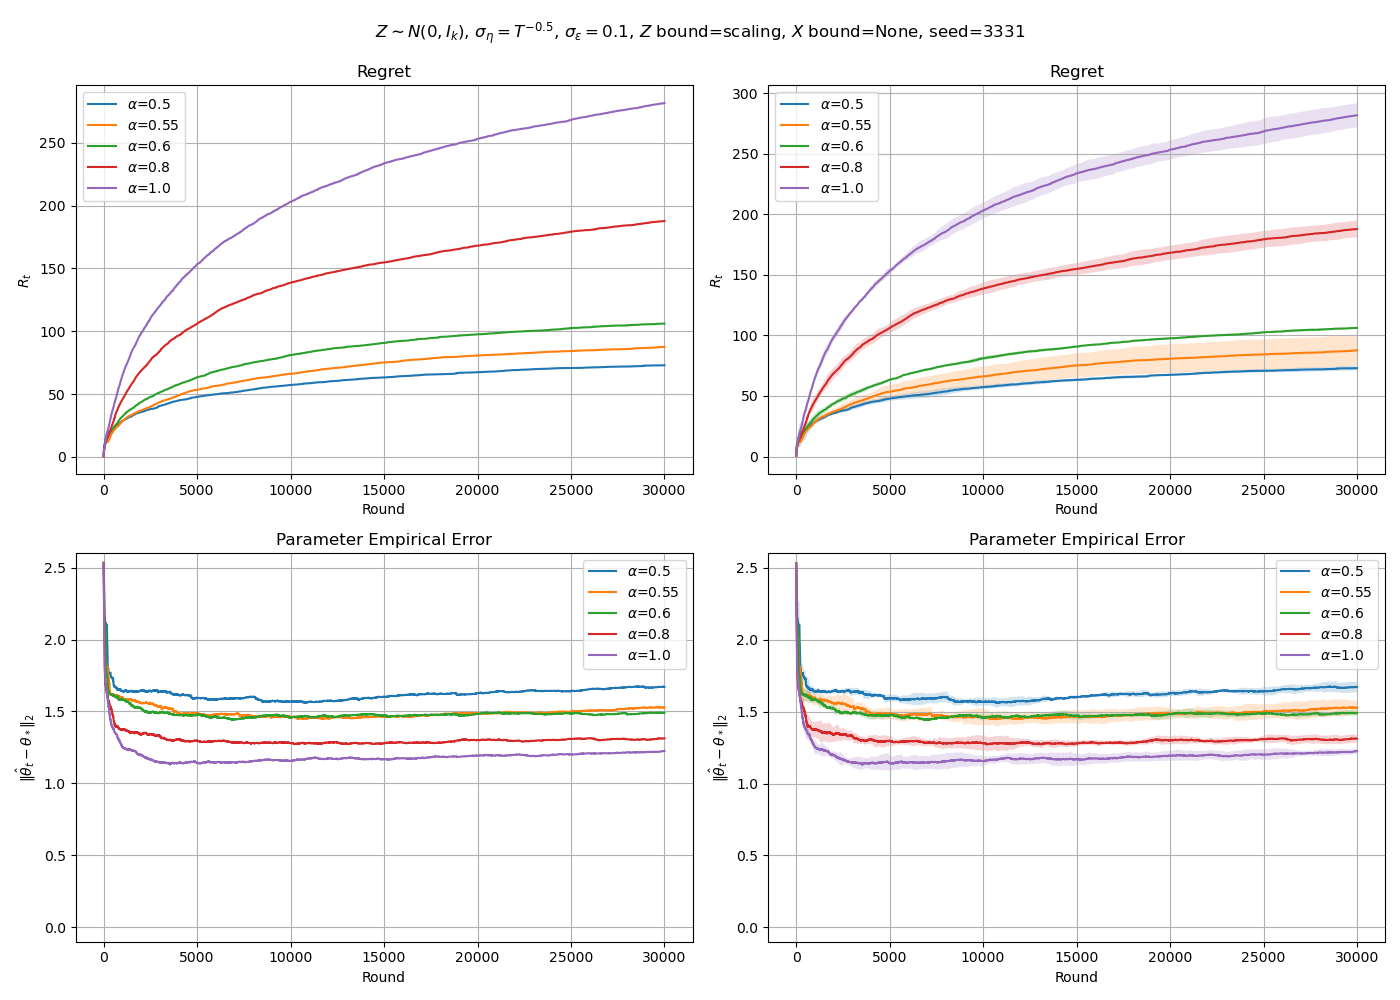 Z ∼ N(0, I_k), σ_η = T^{−0.5}, σ_ε = 0.1, Z bound=scaling, X bound=None, seed=3331
Regret
α=0.5
α=0.55
α=0.6
α=0.8
α=1.0
250
200
150
100
50
0
R_t
0 5000 10000 15000 20000 25000 30000
Round
Regret
α=0.5
α=0.55
α=0.6
α=0.8
α=1.0
300
250
200
150
100
50
0
R_t
0 5000 10000 15000 20000 25000 30000
Round
Parameter Empirical Error
α=0.5
α=0.55
α=0.6
α=0.8
α=1.0
2.5
2.0
1.5
1.0
0.5
0.0
‖θ̂_t − θ_*‖_2
0 5000 10000 15000 20000 25000 30000
Round
Parameter Empirical Error
α=0.5
α=0.55
α=0.6
α=0.8
α=1.0
2.5
2.0
1.5
1.0
0.5
0.0
‖θ̂_t − θ_*‖_2
0 5000 10000 15000 20000 25000 30000
Round